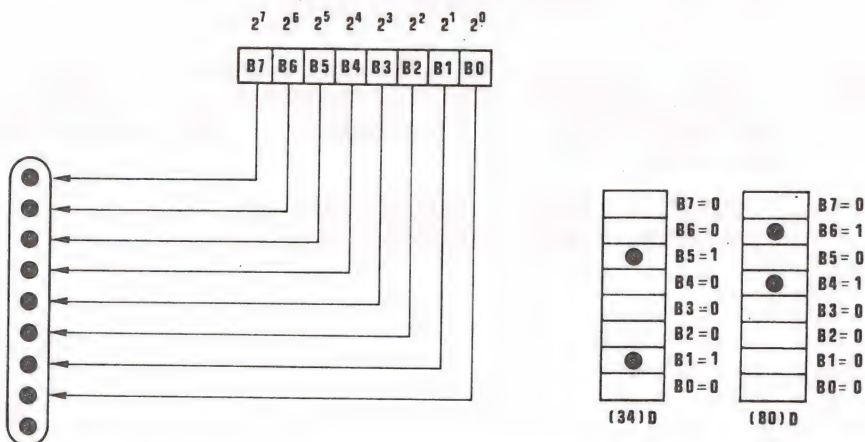 2⁷ 2⁶ 2⁵ 2⁴ 2³ 2² 2¹ 2⁰
B7 B6 B5 B4 B3 B2 B1 B0
B7=0
B6=0
B5=1
B4=0
B3=0
B2=0
B1=1
B0=0
(34)D
B7=0
B6=1
B5=0
B4=1
B3=0
B2=0
B1=0
B0=0
(80)D